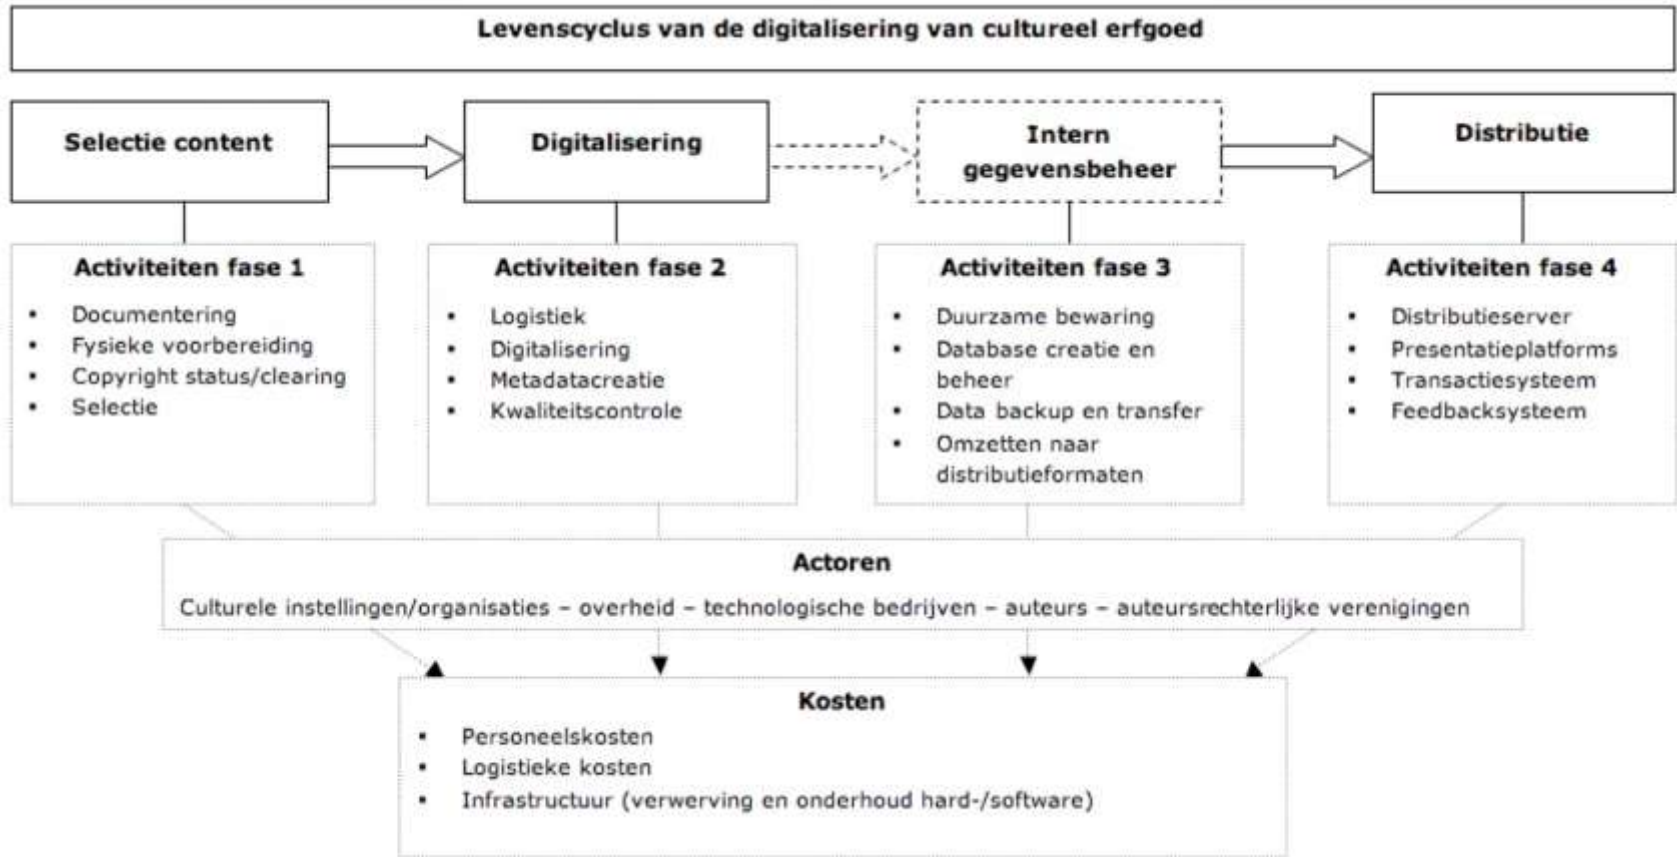 Levenscyclus van de digitalisering van cultureel erfgoed
Selectie content
Digitalisering
Intern
gegevensbeheer
Distributie
Activiteiten fase 1
▪ Documentering
▪ Fysieke voorbereiding
▪ Copyright status/clearing
▪ Selectie
Activiteiten fase 2
▪ Logistiek
▪ Digitalisering
▪ Metadatacreatie
▪ Kwaliteitscontrole
Activiteiten fase 3
▪ Duurzame bewaring
▪ Database creatie en
beheer
▪ Data backup en transfer
▪ Omzetten naar
distributieformaten
Activiteiten fase 4
▪ Distributieserver
▪ Presentatieplatforms
▪ Transactiesysteem
▪ Feedbacksysteem
Actoren
Culturele instellingen/organisaties – overheid – technologische bedrijven – auteurs – auteursrechterlijke verenigingen
Kosten
▪ Personeelskosten
▪ Logistieke kosten
▪ Infrastructuur (verwerving en onderhoud hard-/software)